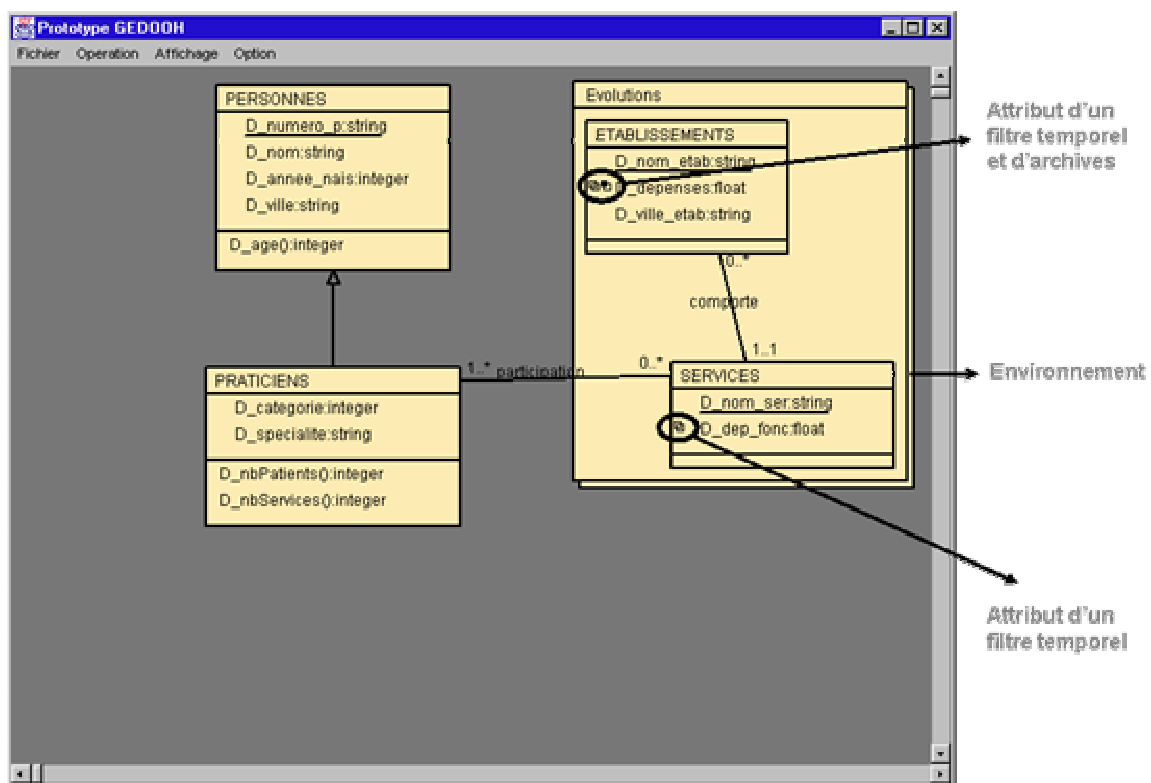 Prototype GEDOOH
Fichier Operation Affichage Option
PERSONNES
D_numero_p:string
D_nom:string
D_annee_nais:integer
D_ville:string
D_age():integer
Evolutions
ETABLISSEMENTS
D_nom_etab:string
D_depenses:float
D_ville_etab:string
0..*
comporte
1..1
PRATICIENS
D_categorie:integer
D_specialite:string
D_nbPatients():integer
D_nbServices():integer
1..* participation
0..*
SERVICES
D_nom_ser:string
D_dep_fonc:float
Attribut d'un
filtre temporel
et d'archives
Environnement
Attribut d'un
filtre temporel